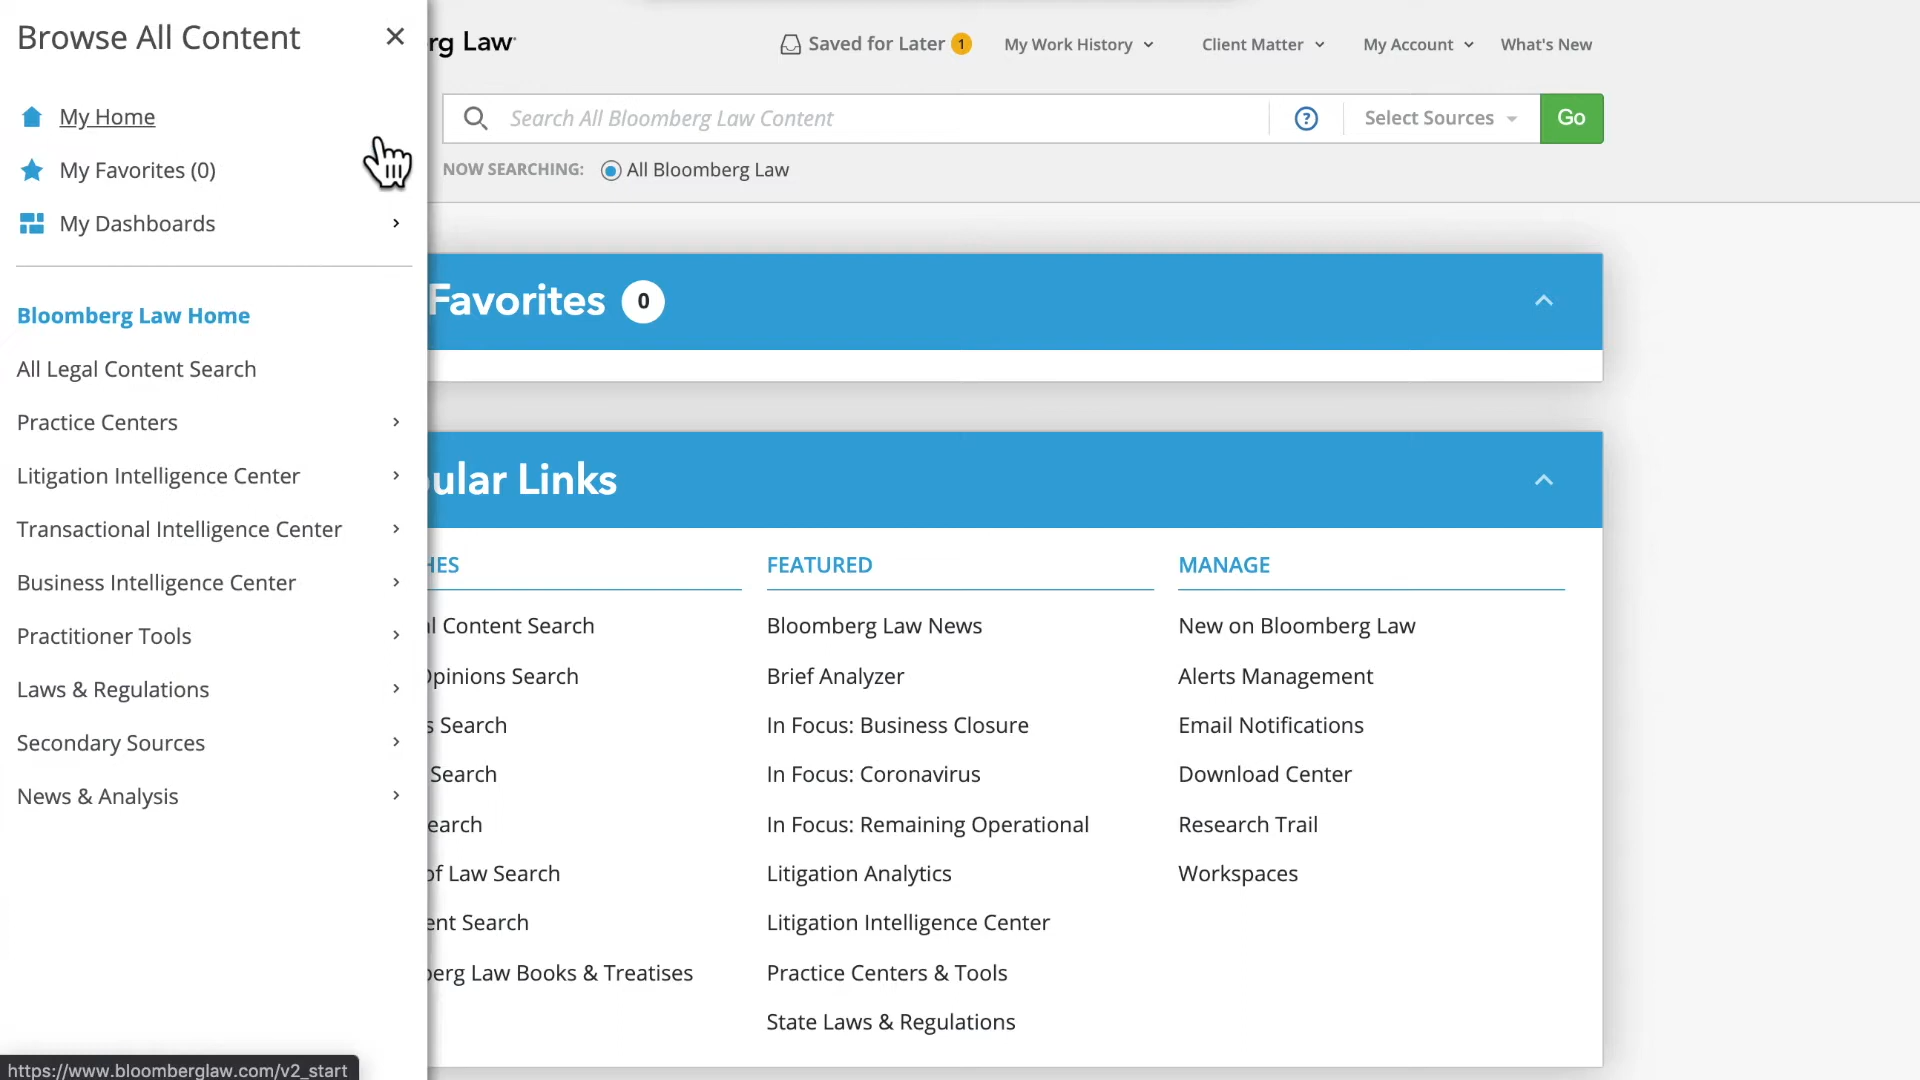 Browse All Content
My Home
My Favorites (0)
My Dashboards
Bloomberg Law Home
All Legal Content Search
Practice Centers
Litigation Intelligence Center
Transactional Intelligence Center
Business Intelligence Center
Practitioner Tools
Laws & Regulations
Secondary Sources
News & Analysis
https://www.bloomberglaw.com/v2_start
rg Law
Saved for Later 1
My Work History
Client Matter
My Account
What's New
Search All Bloomberg Law Content
?
Select Sources
Go
NOW SEARCHING: All Bloomberg Law
Favorites 0
ular Links
HES
l Content Search
Opinions Search
s Search
Search
earch
of Law Search
ent Search
berg Law Books & Treatises
FEATURED
Bloomberg Law News
Brief Analyzer
In Focus: Business Closure
In Focus: Coronavirus
In Focus: Remaining Operational
Litigation Analytics
Litigation Intelligence Center
Practice Centers & Tools
State Laws & Regulations
MANAGE
New on Bloomberg Law
Alerts Management
Email Notifications
Download Center
Research Trail
Workspaces